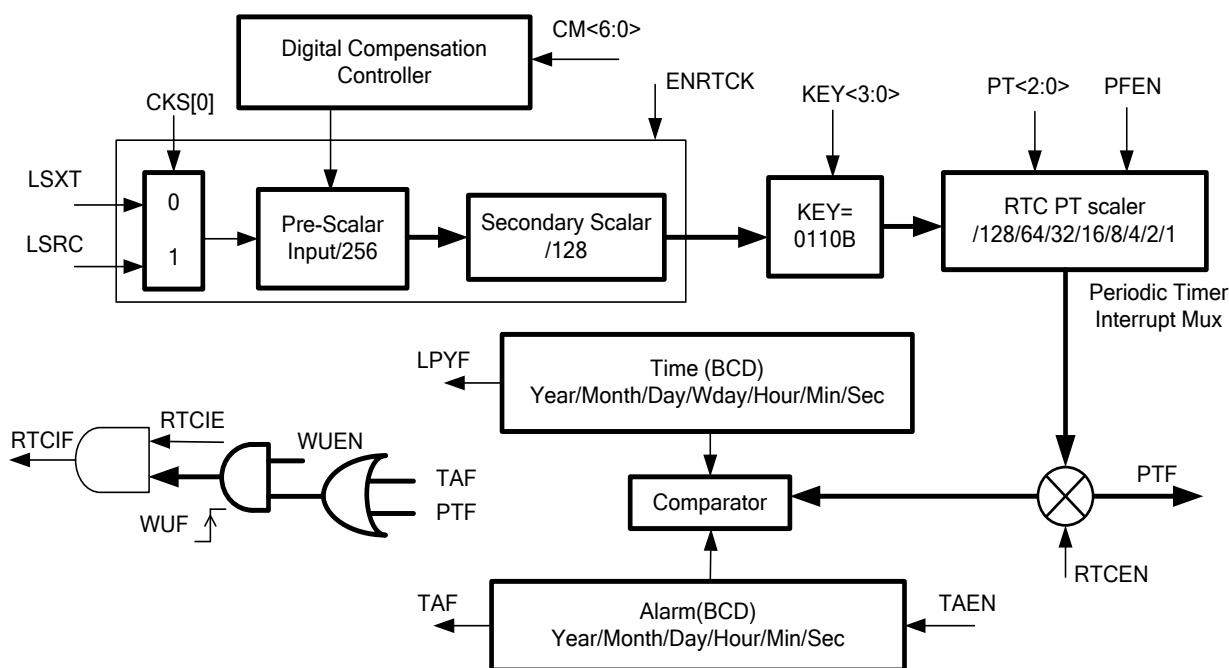 Digital Compensation
Controller
CM<6:0>
CKS[0]
ENRTCK
KEY<3:0>
PT<2:0>
PFEN
LSXT
LSRC
0
1
Pre-Scalar
Input/256
Secondary Scalar
/128
KEY=
0110B
RTC PT scaler
/128/64/32/16/8/4/2/1
Periodic Timer
Interrupt Mux
LPYF
Time (BCD)
Year/Month/Day/Wday/Hour/Min/Sec
RTCIF
RTCIE
WUEN
TAF
PTF
WUF
Comparator
PTF
RTCEN
TAF
Alarm(BCD)
Year/Month/Day/Hour/Min/Sec
TAEN